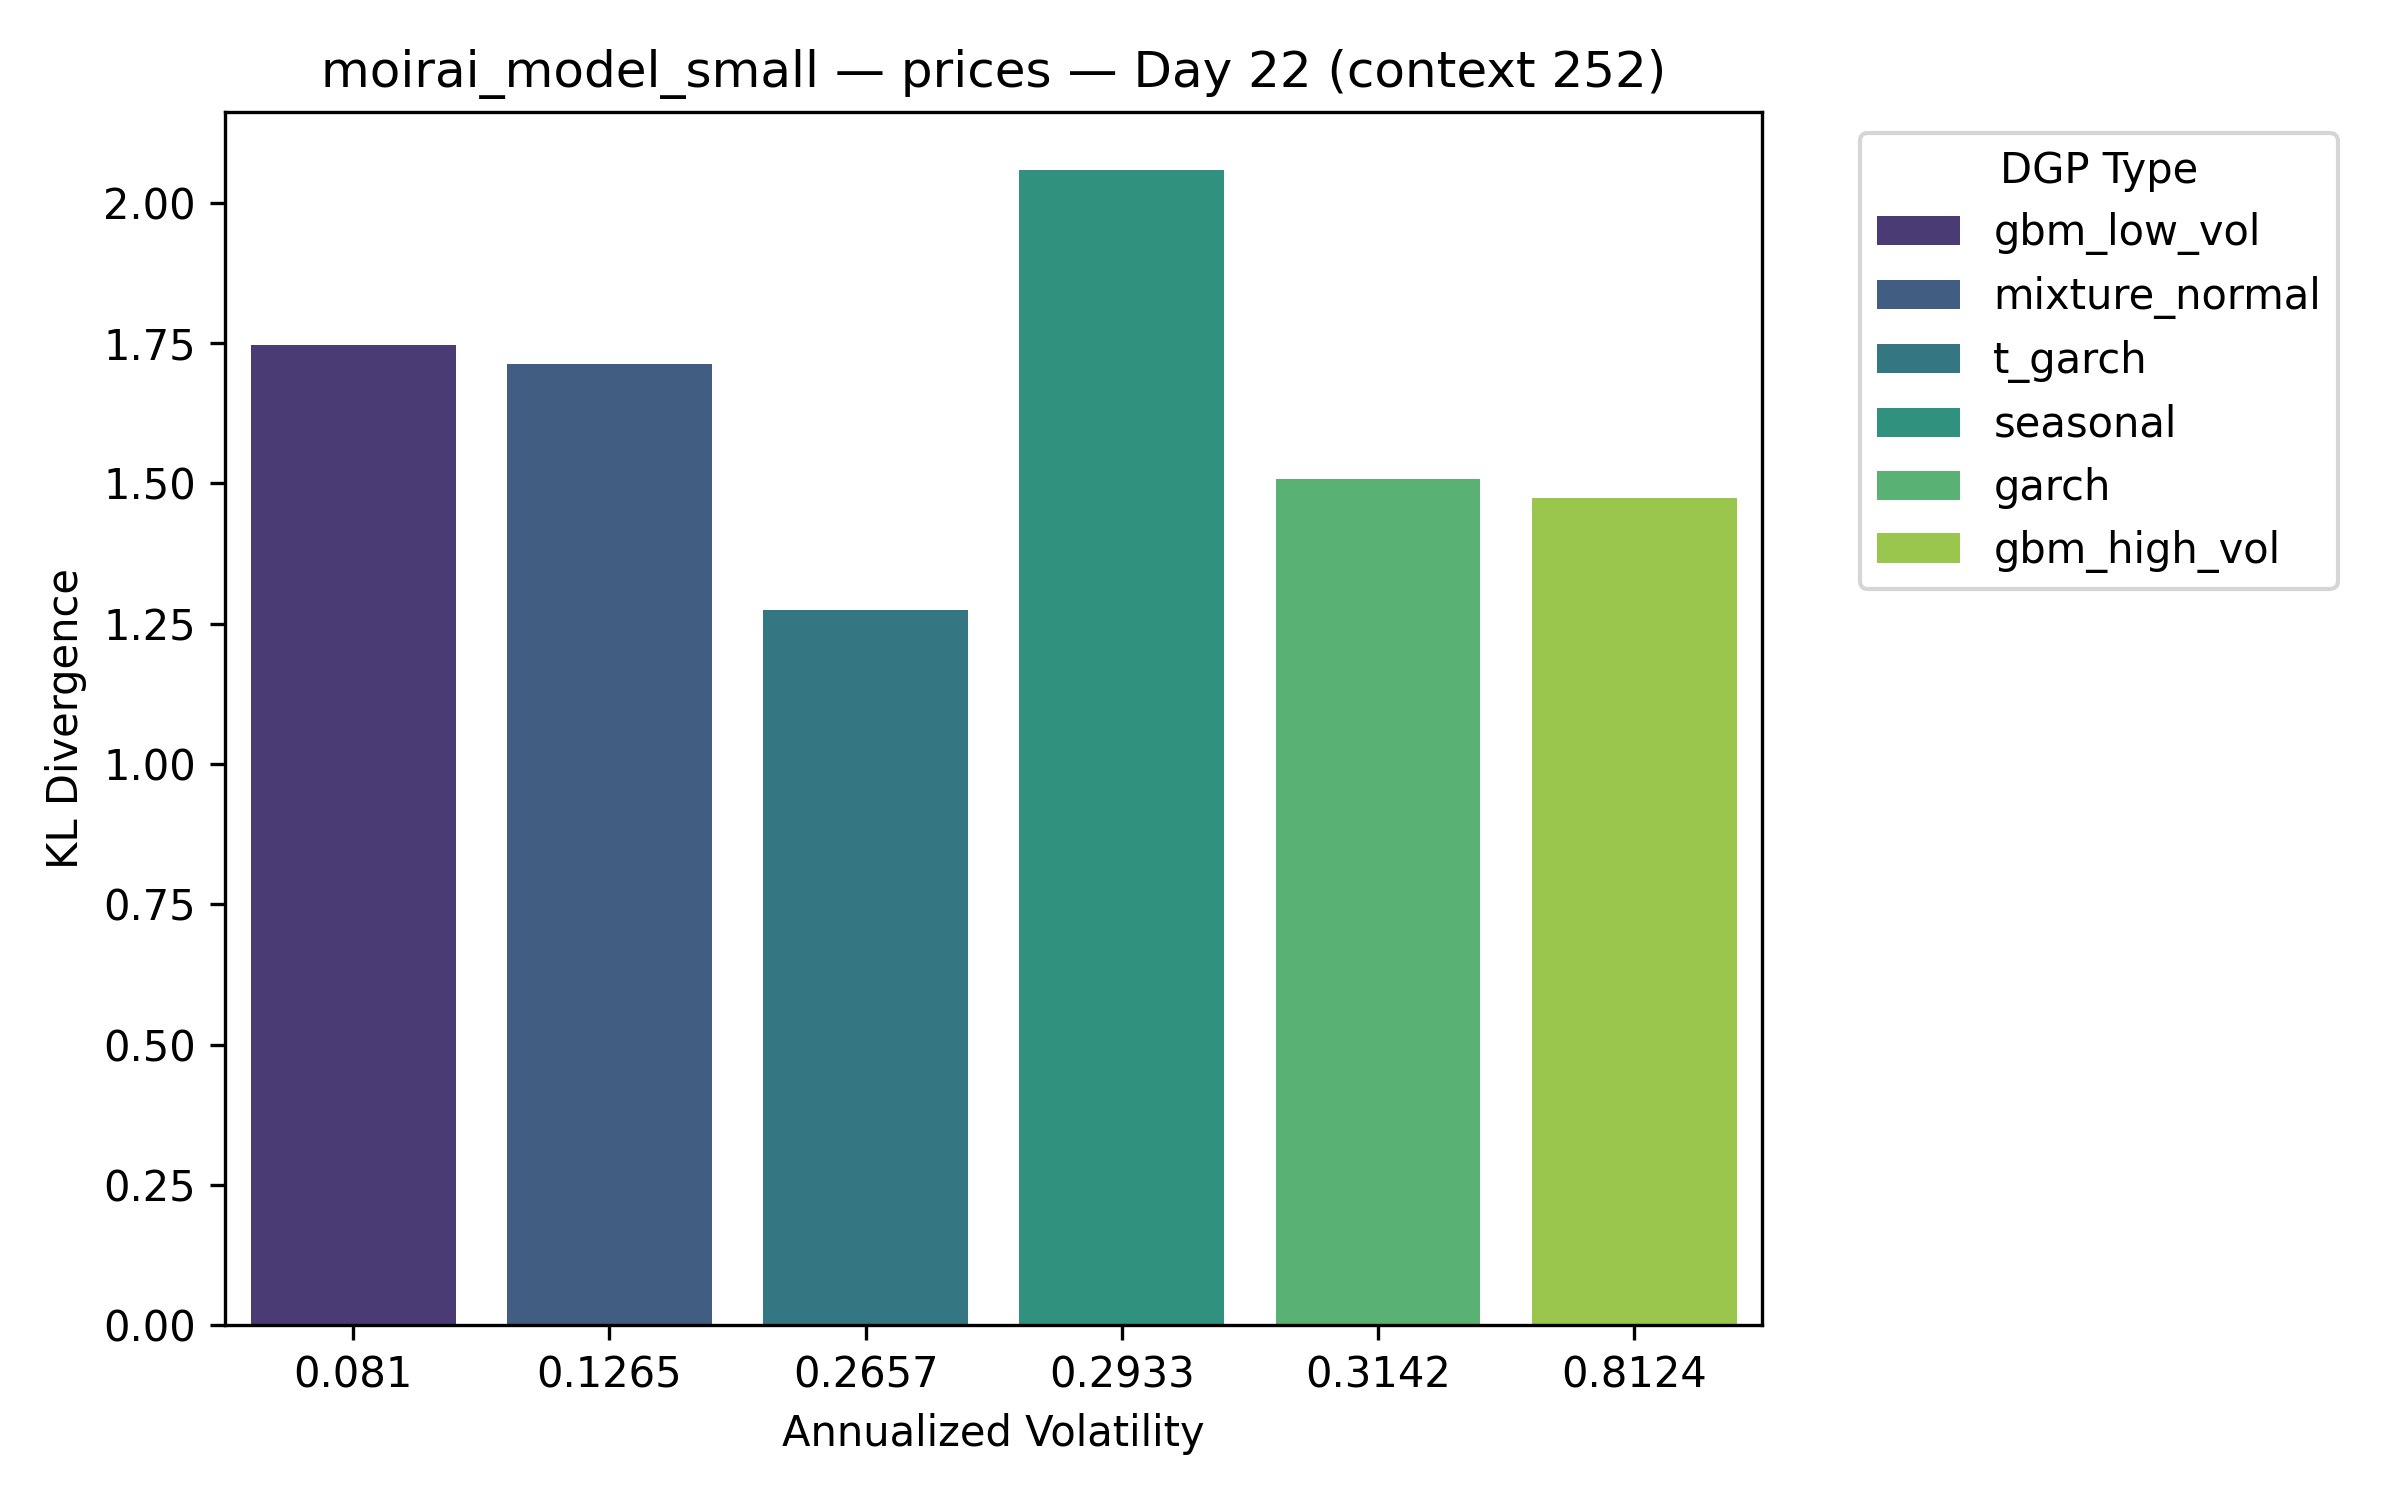 moirai_model_small — prices — Day 22 (context 252)
KL Divergence
2.00
1.75
1.50
1.25
1.00
0.75
0.50
0.25
0.00
0.081 0.1265 0.2657 0.2933 0.3142 0.8124
Annualized Volatility
DGP Type
gbm_low_vol
mixture_normal
t_garch
seasonal
garch
gbm_high_vol